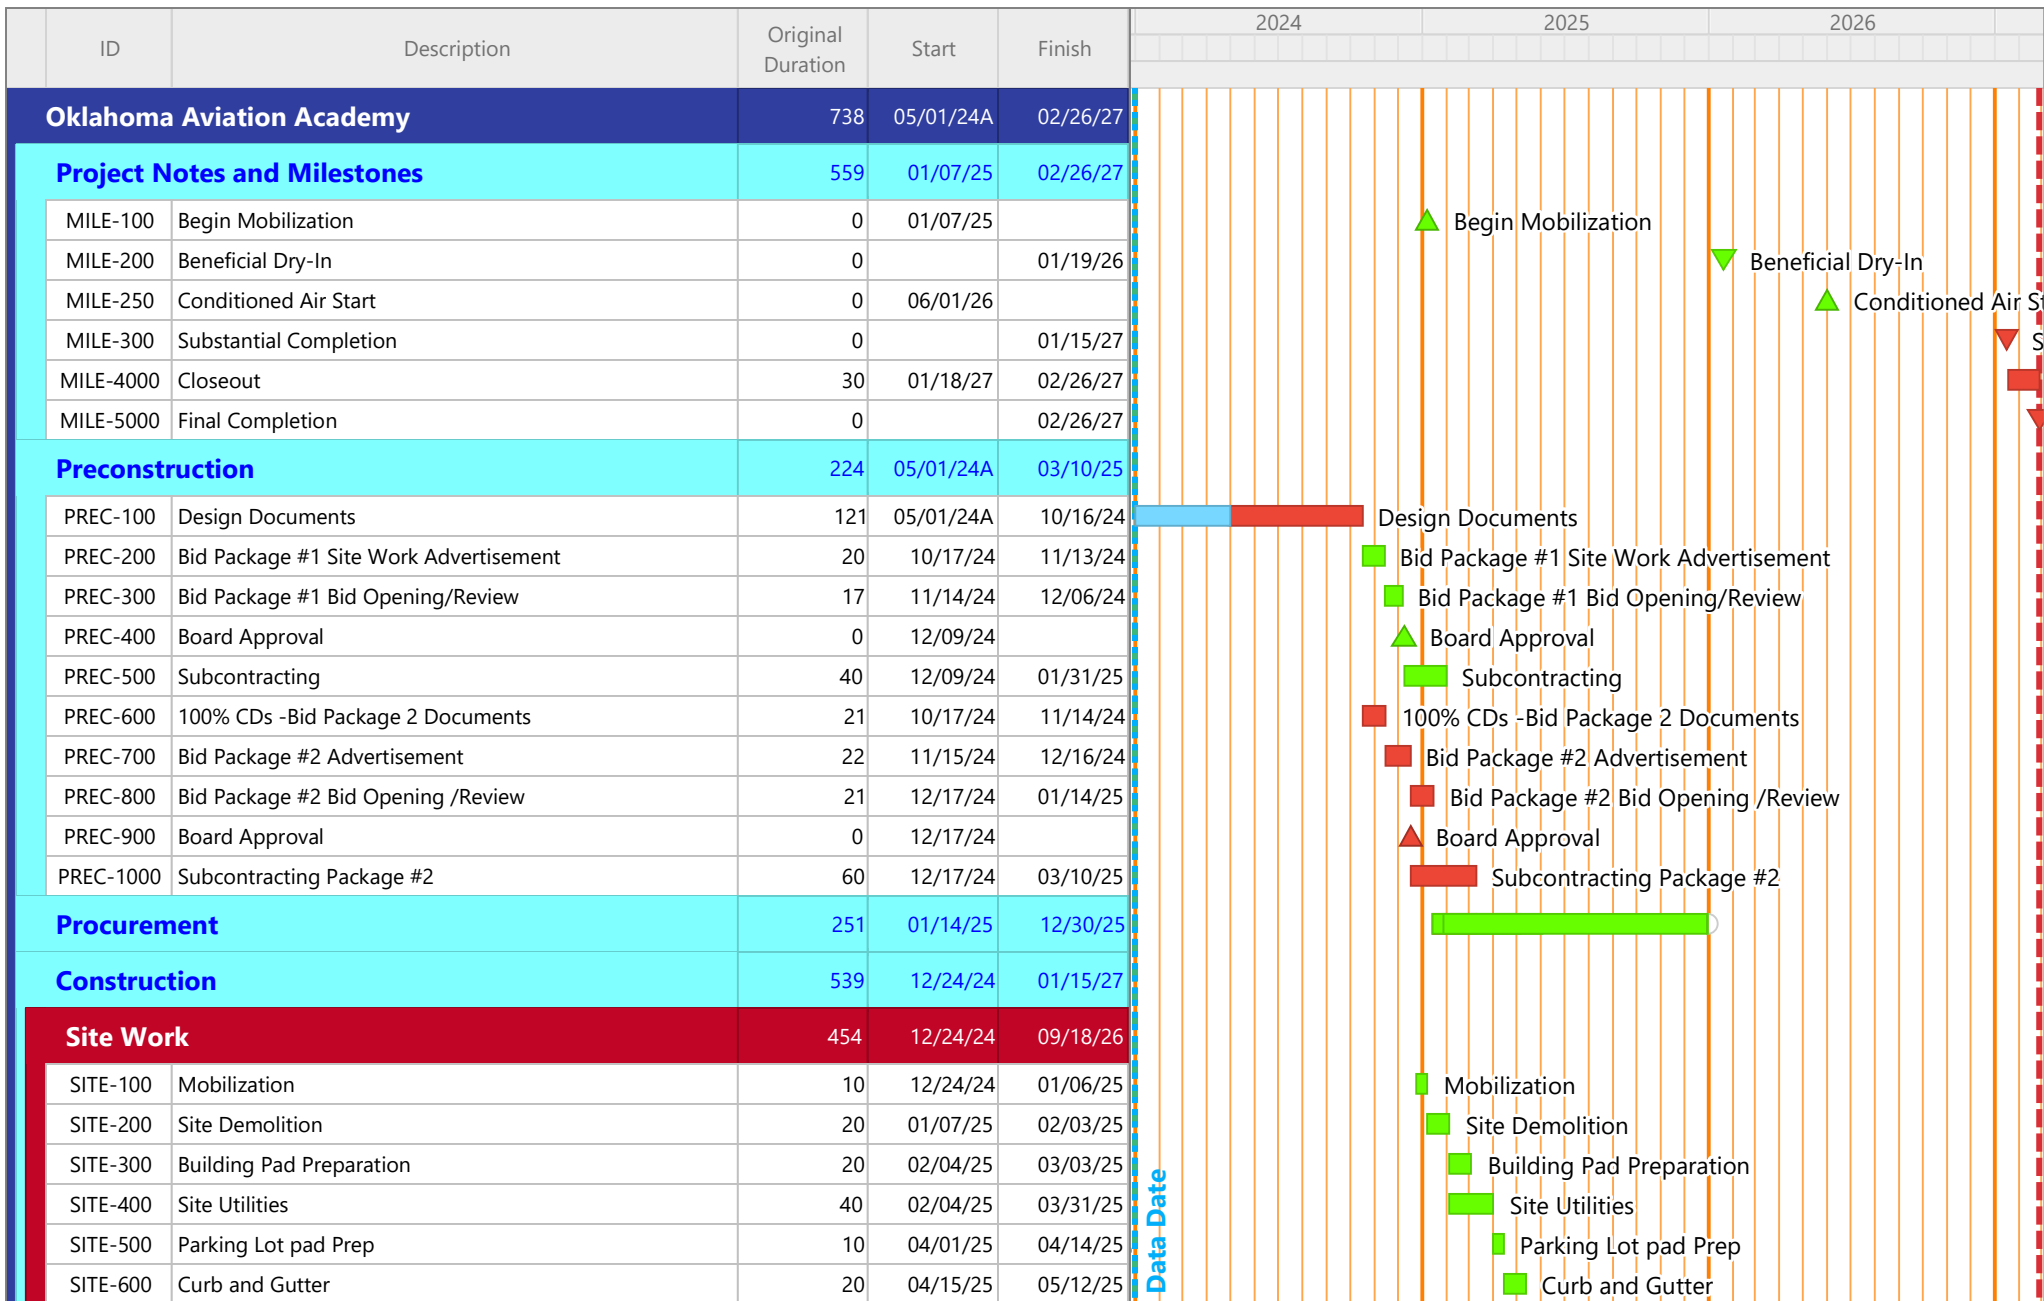 2024 2025 2026
ID Description Original Duration Start Finish
Oklahoma Aviation Academy 738 05/01/24A 02/26/27
Project Notes and Milestones 559 01/07/25 02/26/27
MILE-100 Begin Mobilization 0 01/07/25 Begin Mobilization
MILE-200 Beneficial Dry-In 0 01/19/26 Beneficial Dry-In
MILE-250 Conditioned Air Start 0 06/01/26 Conditioned Air St
MILE-300 Substantial Completion 0 01/15/27 S
MILE-4000 Closeout 30 01/18/27 02/26/27
MILE-5000 Final Completion 0 02/26/27
Preconstruction 224 05/01/24A 03/10/25
PREC-100 Design Documents 121 05/01/24A 10/16/24 Design Documents
PREC-200 Bid Package #1 Site Work Advertisement 20 10/17/24 11/13/24 Bid Package #1 Site Work Advertisement
PREC-300 Bid Package #1 Bid Opening/Review 17 11/14/24 12/06/24 Bid Package #1 Bid Opening/Review
PREC-400 Board Approval 0 12/09/24 Board Approval
PREC-500 Subcontracting 40 12/09/24 01/31/25 Subcontracting
PREC-600 100% CDs -Bid Package 2 Documents 21 10/17/24 11/14/24 100% CDs -Bid Package 2 Documents
PREC-700 Bid Package #2 Advertisement 22 11/15/24 12/16/24 Bid Package #2 Advertisement
PREC-800 Bid Package #2 Bid Opening /Review 21 12/17/24 01/14/25 Bid Package #2 Bid Opening /Review
PREC-900 Board Approval 0 12/17/24 Board Approval
PREC-1000 Subcontracting Package #2 60 12/17/24 03/10/25 Subcontracting Package #2
Procurement 251 01/14/25 12/30/25
Construction 539 12/24/24 01/15/27
Site Work 454 12/24/24 09/18/26
SITE-100 Mobilization 10 12/24/24 01/06/25 Mobilization
SITE-200 Site Demolition 20 01/07/25 02/03/25 Site Demolition
SITE-300 Building Pad Preparation 20 02/04/25 03/03/25 Building Pad Preparation
SITE-400 Site Utilities 40 02/04/25 03/31/25 Site Utilities
SITE-500 Parking Lot pad Prep 10 04/01/25 04/14/25 Parking Lot pad Prep
SITE-600 Curb and Gutter 20 04/15/25 05/12/25 Curb and Gutter
Data Date